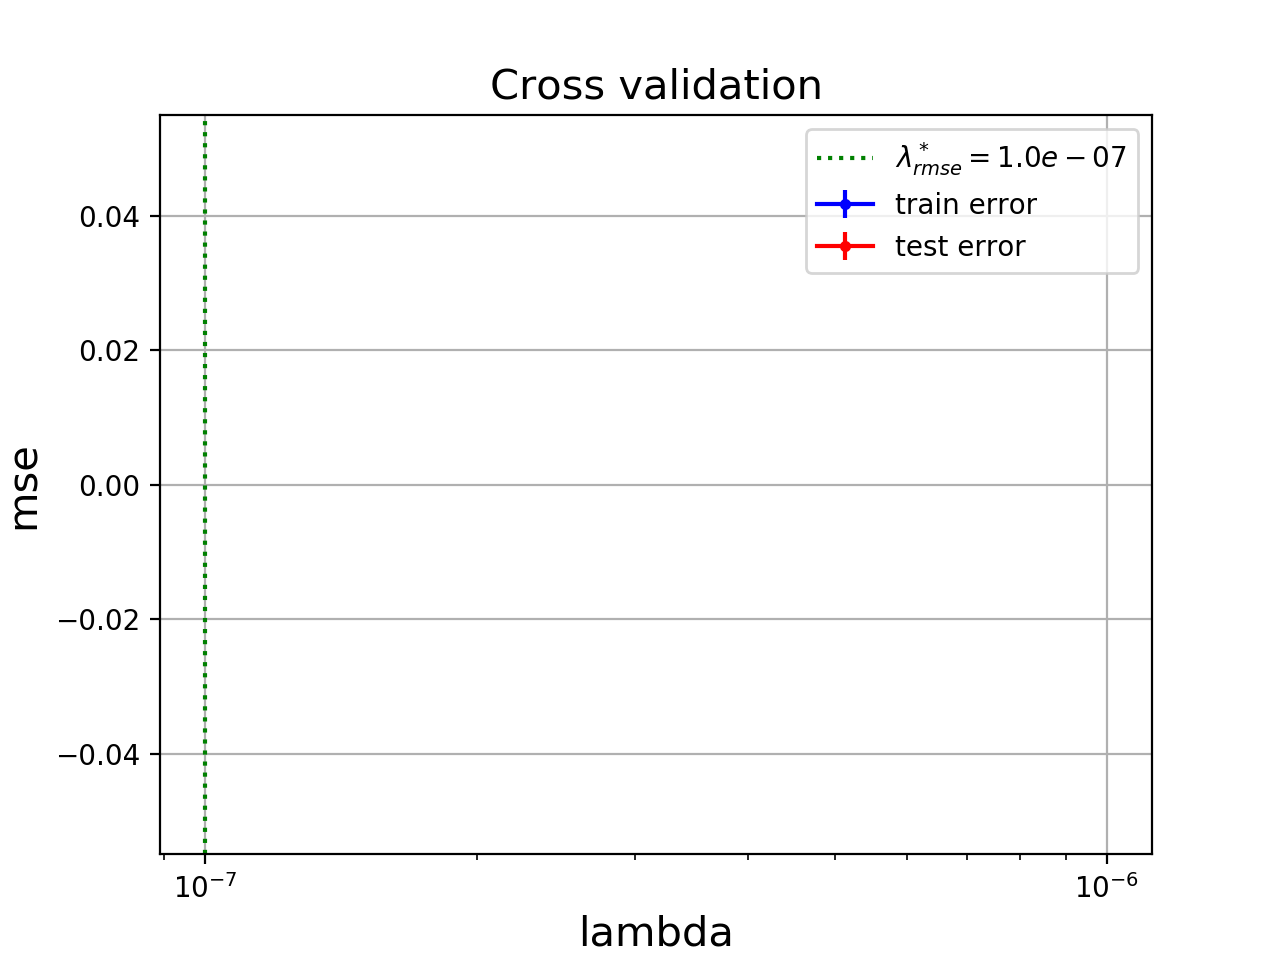 Cross validation
λ*rmse = 1.0e − 07
train error
test error
0.04
0.02
0.00
−0.02
−0.04
mse
10⁻⁷
10⁻⁶
lambda